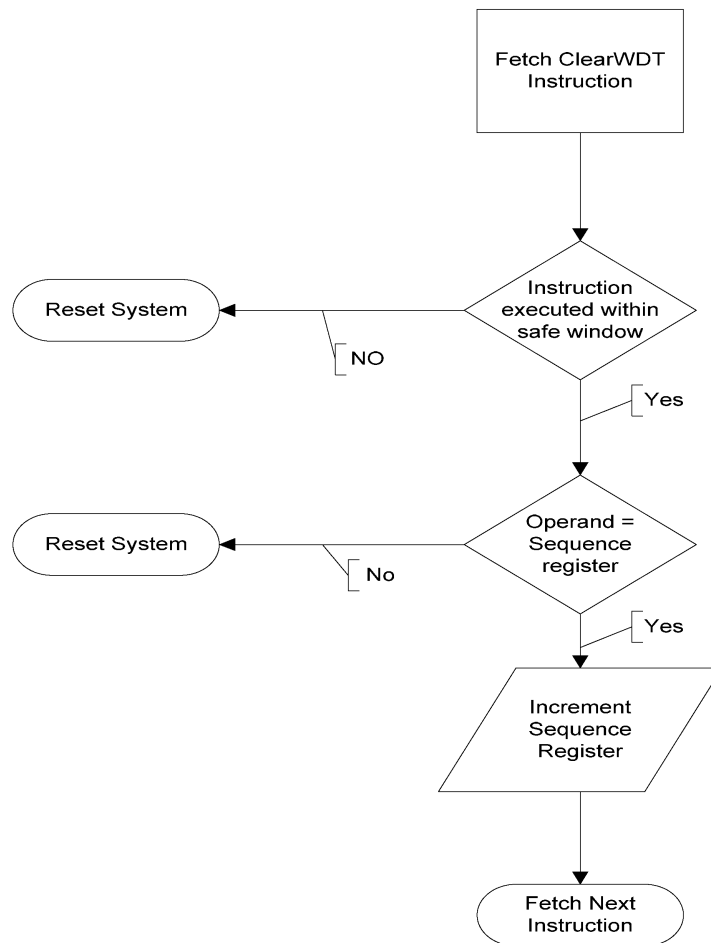 Fetch ClearWDT
Instruction
Instruction
executed within
safe window
Reset System
NO
Yes
Operand =
Sequence
register
Reset System
No
Yes
Increment
Sequence
Register
Fetch Next
Instruction